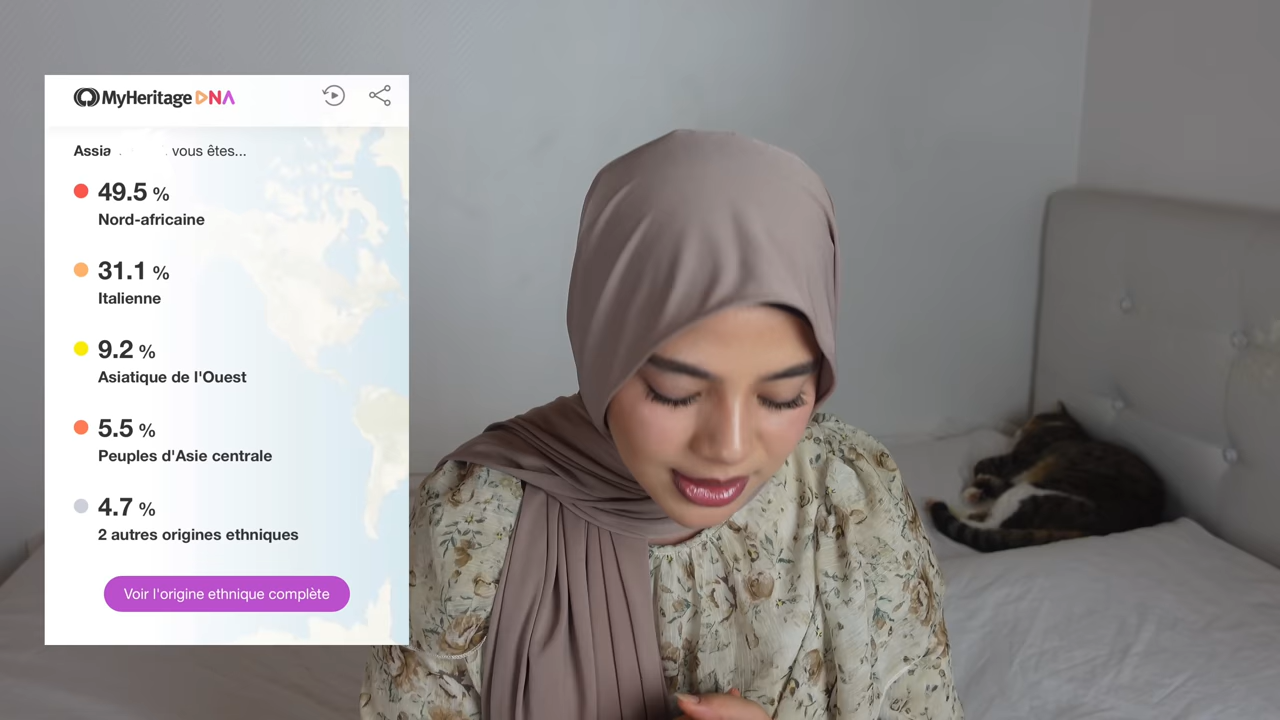 MyHeritage DNA
Assia vous êtes...
49.5 %
Nord-africaine
31.1 %
Italienne
9.2 %
Asiatique de l'Ouest
5.5 %
Peuples d'Asie centrale
4.7 %
2 autres origines ethniques
Voir l'origine ethnique complète